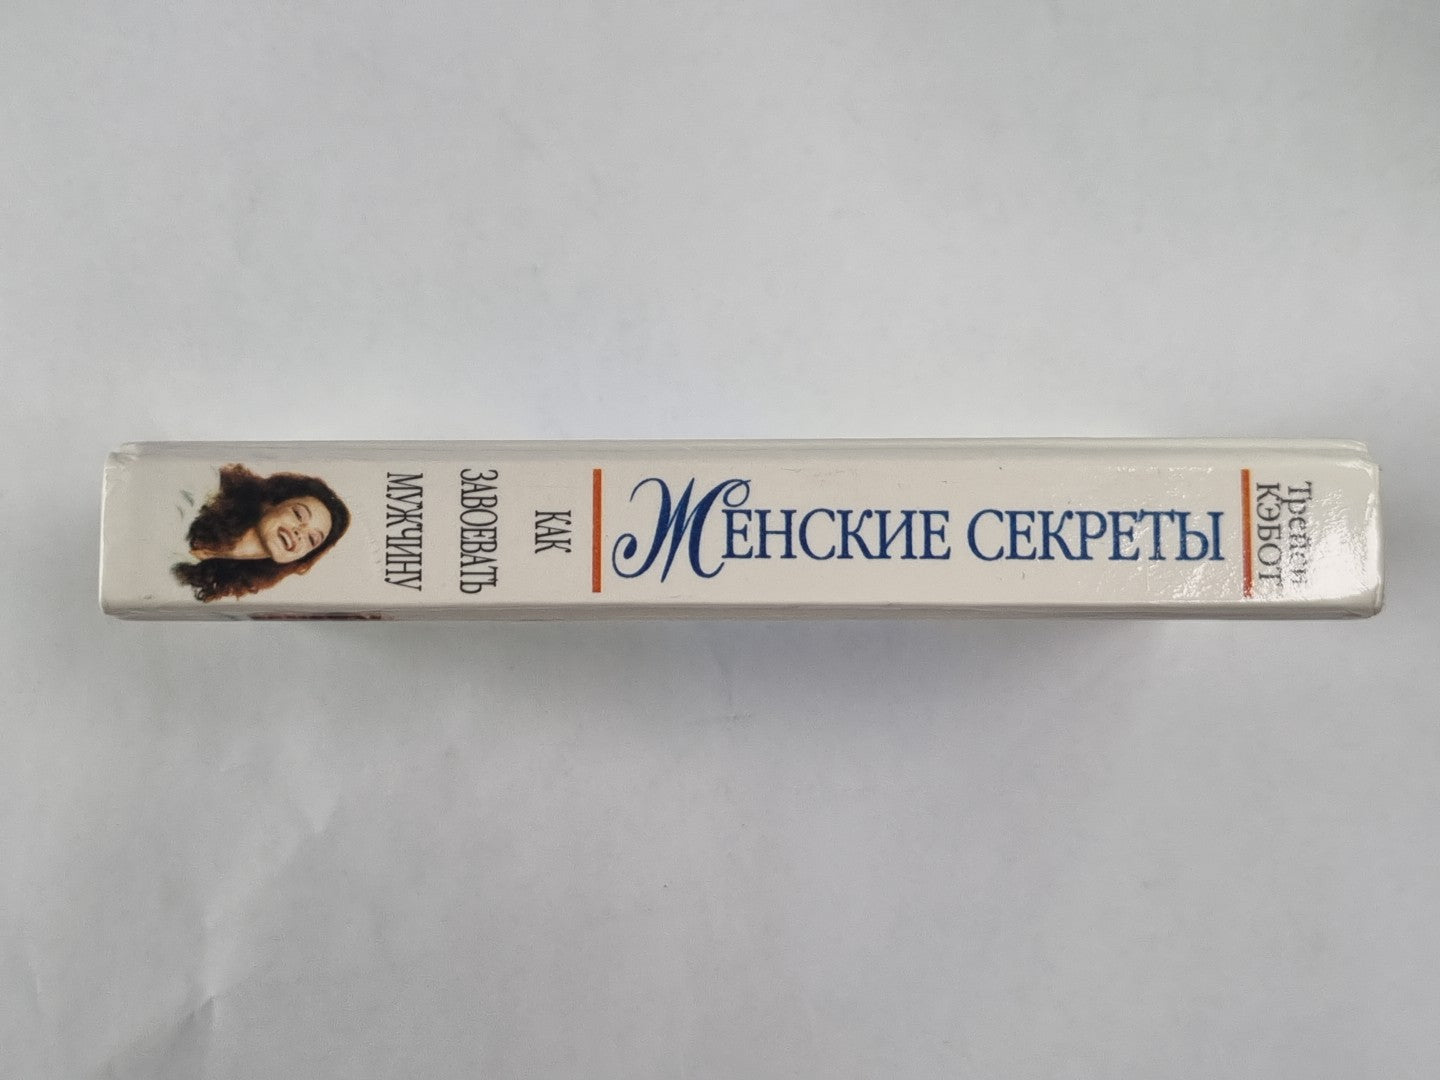 Трейси
КЭБОТ
ЖЕНСКИЕ СЕКРЕТЫ
КАК
ЗАВОЕВАТЬ
МУЖЧИНУ